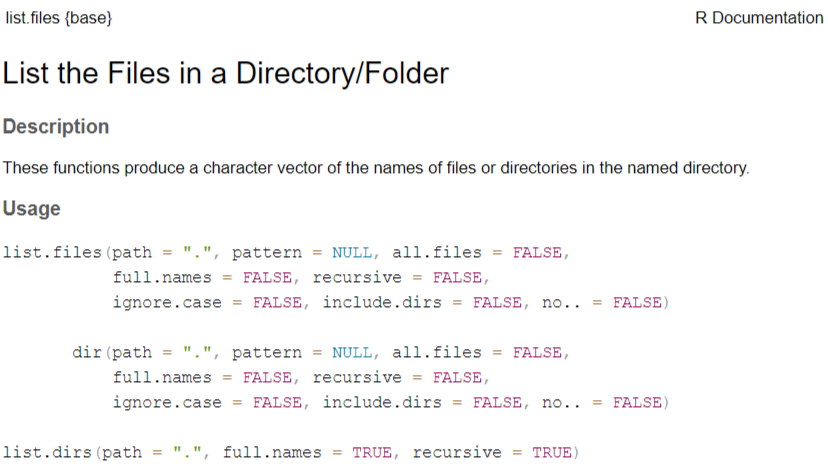 list.files {base}
R Documentation
List the Files in a Directory/Folder
Description
These functions produce a character vector of the names of files or directories in the named directory.
Usage
list.files(path = ".", pattern = NULL, all.files = FALSE,
           full.names = FALSE, recursive = FALSE,
           ignore.case = FALSE, include.dirs = FALSE, no.. = FALSE)
       dir(path = ".", pattern = NULL, all.files = FALSE,
           full.names = FALSE, recursive = FALSE,
           ignore.case = FALSE, include.dirs = FALSE, no.. = FALSE)
list.dirs(path = ".", full.names = TRUE, recursive = TRUE)